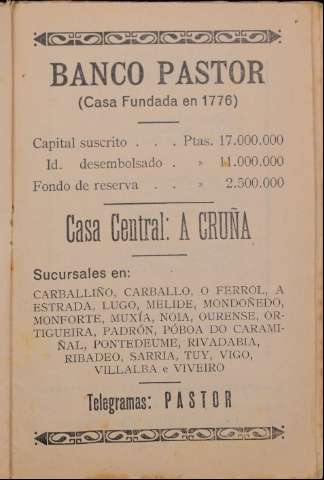 BANCO PASTOR
(Casa Fundada en 1776)
Capital suscrito . . . Ptas. 17.000.000
Id. desembolsado . » 11.000.000
Fondo de reserva . . » 2.500.000
Casa Central: A CRUÑA
Sucursales en:
CARBALLIÑO, CARBALLO, O FERROL, A
ESTRADA, LUGO, MELIDE, MONDOÑEDO,
MONFORTE, MUXÍA, NOIA, OURENSE, OR-
TIGUEIRA, PADRÓN, PÓBOA DO CARAMI-
ÑAL, PONTEDEUME, RIVADABIA,
RIBADEO, SARRIA, TUY, VIGO,
VILLALBA e VIVEIRO
Telegramas: PASTOR